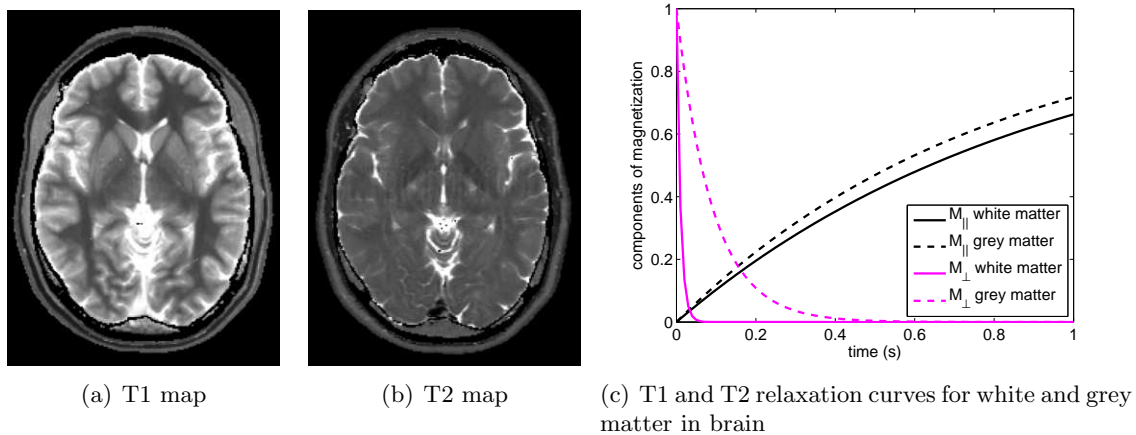 1
0.8
0.6
0.4
0.2
0
0
0.2
0.4
0.6
0.8
1
components of magnetization
time (s)
M|| white matter
M|| grey matter
M⊥ white matter
M⊥ grey matter
(a) T1 map
(b) T2 map
(c) T1 and T2 relaxation curves for white and grey
matter in brain